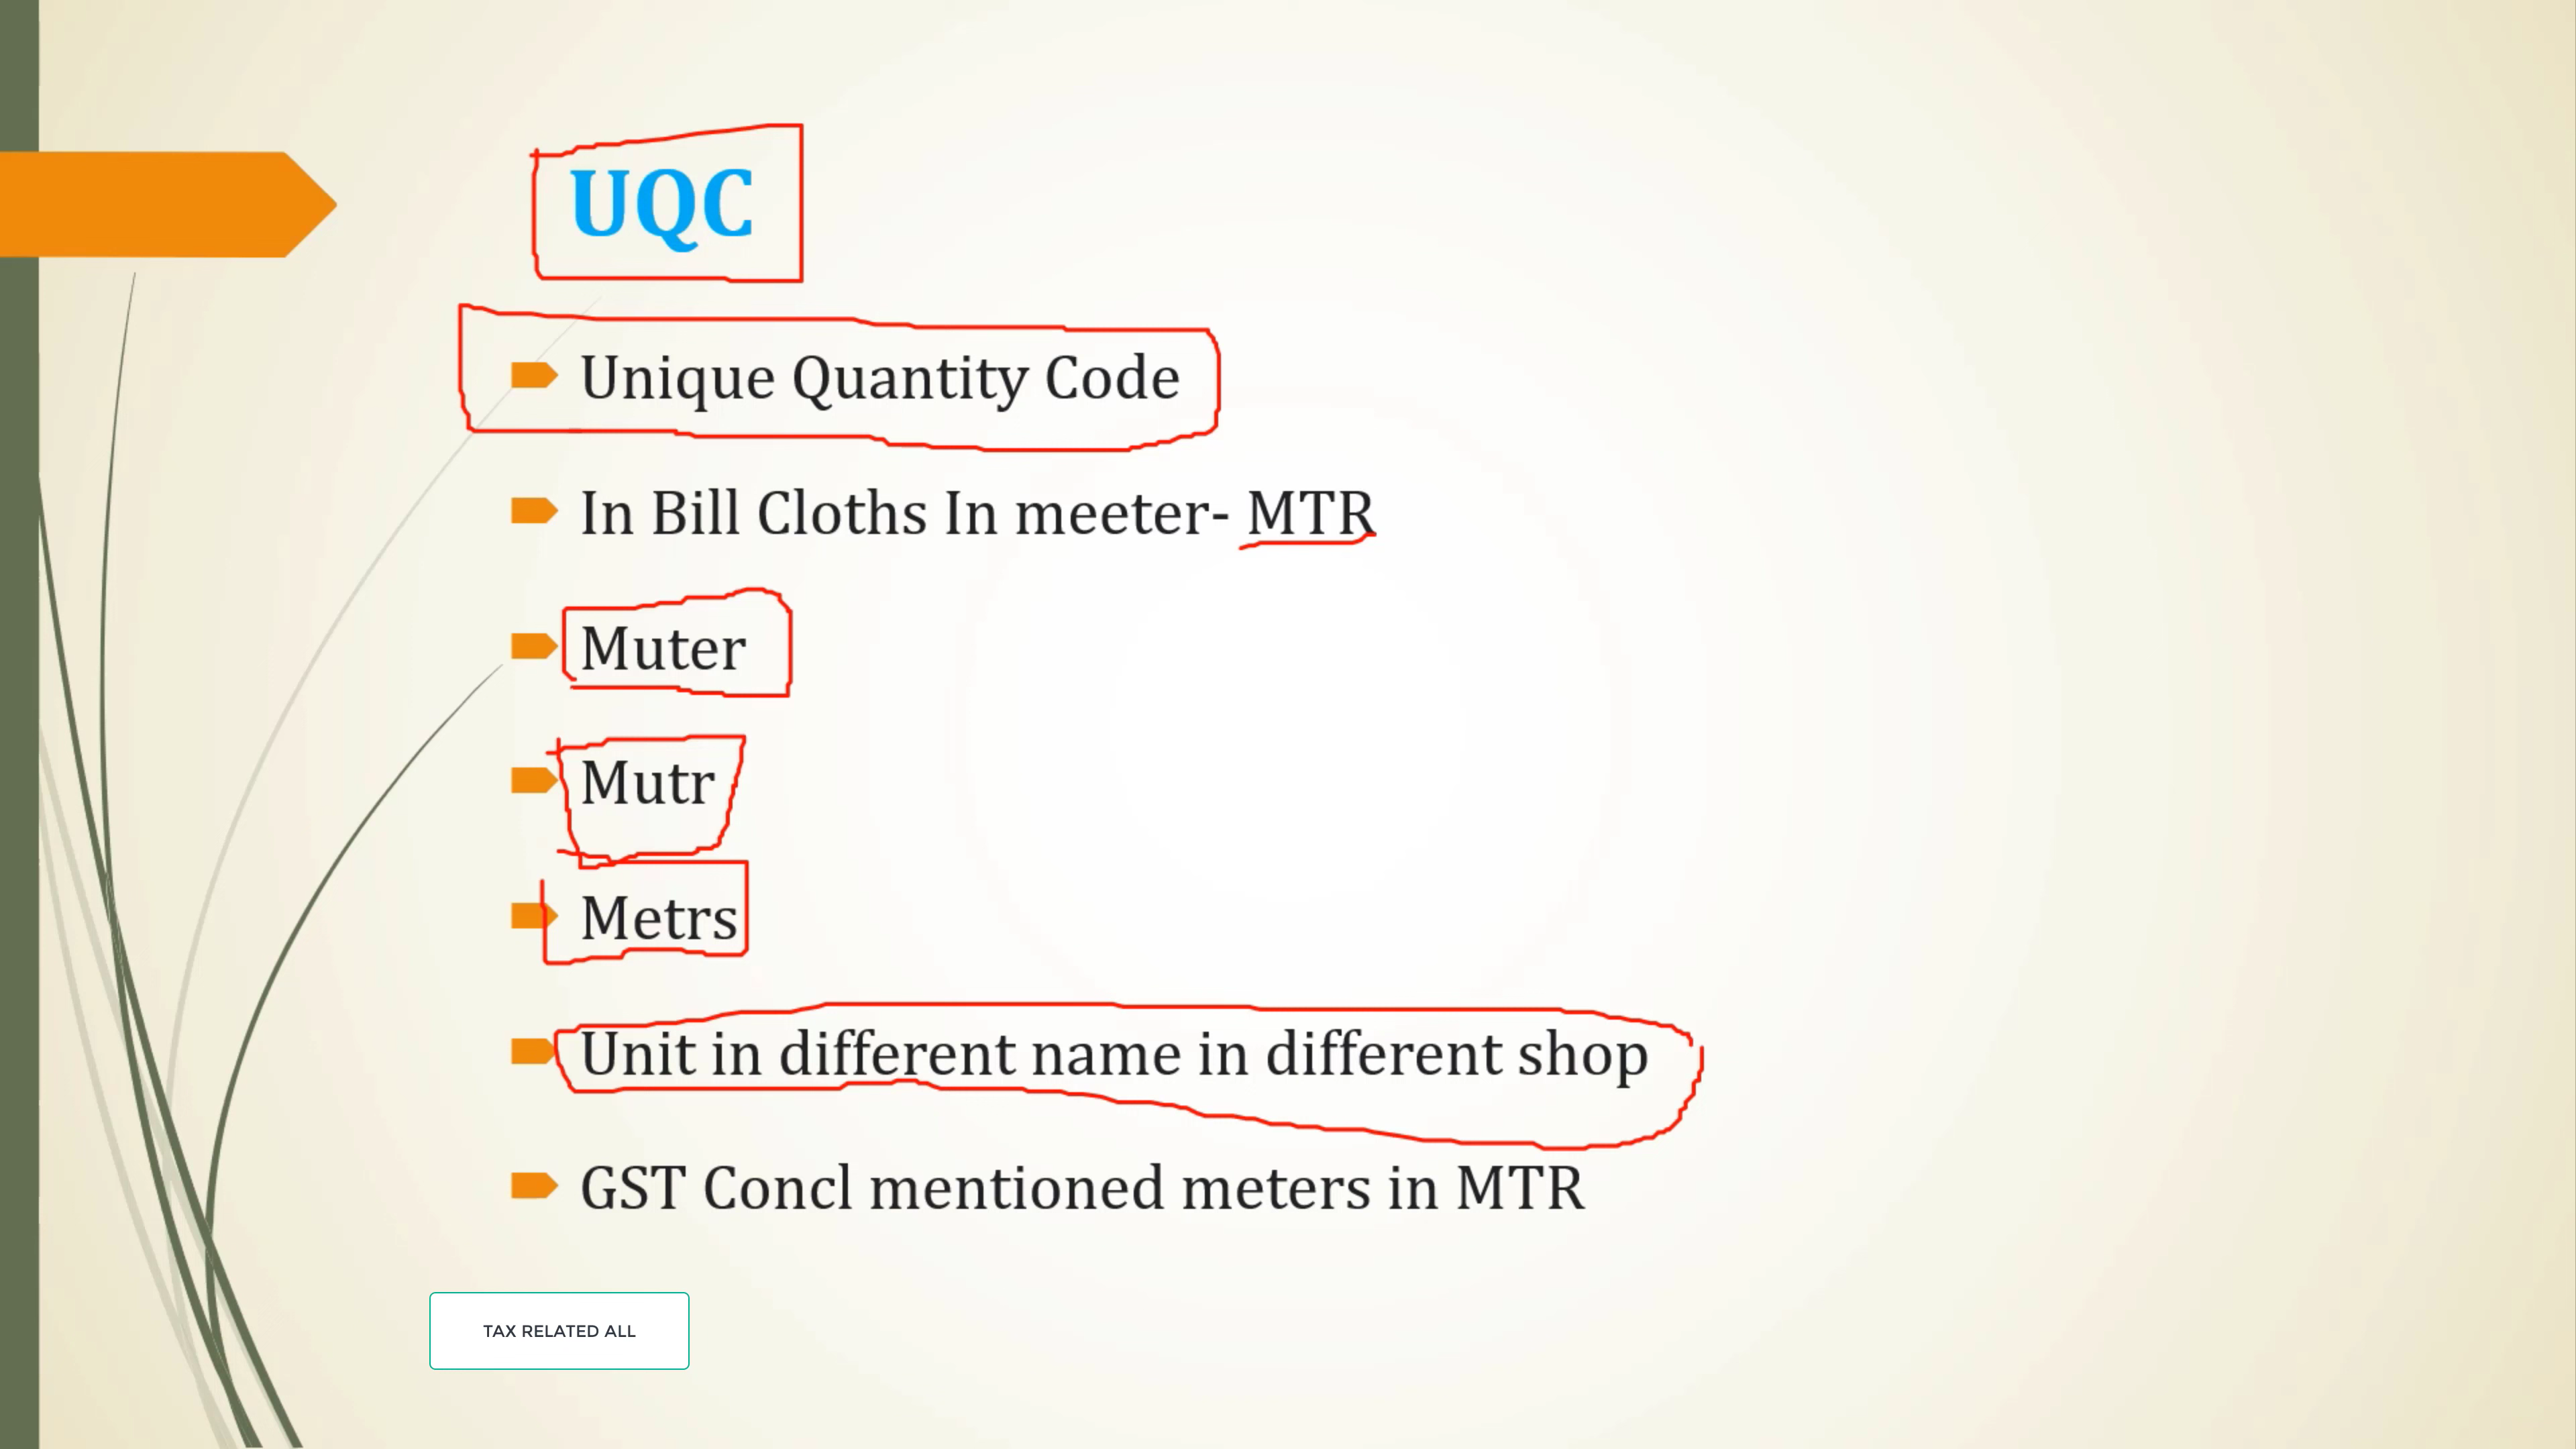 UQC
Unique Quantity Code
In Bill Cloths In meeter- MTR
Muter
Mutr
Metrs
Unit in different name in different shop
GST Concl mentioned meters in MTR
TAX RELATED ALL